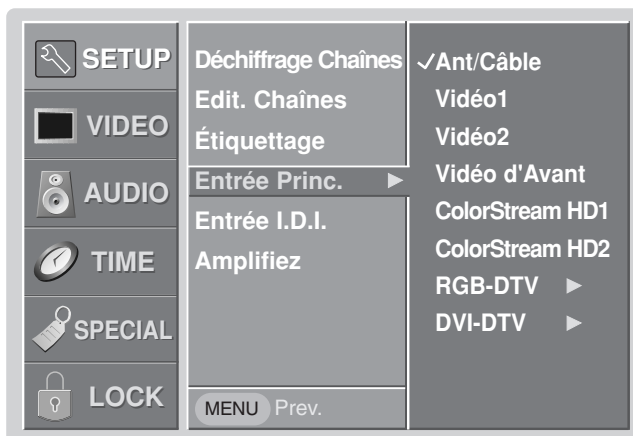 SETUP
VIDEO
AUDIO
TIME
SPECIAL
LOCK
Déchiffrage Chaînes
Edit. Chaînes
Étiquettage
Entrée Princ. ►
Entrée I.D.I.
Amplifiez
MENU Prev.
✓Ant/Câble
Vidéo1
Vidéo2
Vidéo d'Avant
ColorStream HD1
ColorStream HD2
RGB-DTV ►
DVI-DTV ►